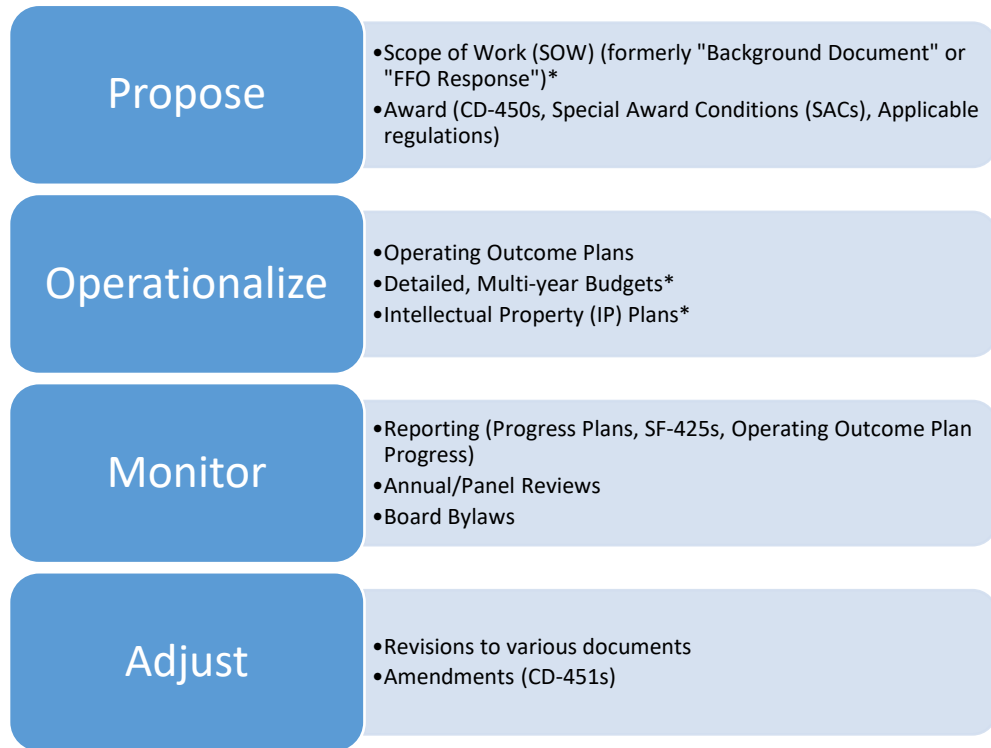 Propose
•Scope of Work (SOW) (formerly "Background Document" or
"FFO Response")*
•Award (CD-450s, Special Award Conditions (SACs), Applicable
regulations)
Operationalize
•Operating Outcome Plans
•Detailed, Multi-year Budgets*
•Intellectual Property (IP) Plans*
Monitor
•Reporting (Progress Plans, SF-425s, Operating Outcome Plan
Progress)
•Annual/Panel Reviews
•Board Bylaws
Adjust
•Revisions to various documents
•Amendments (CD-451s)